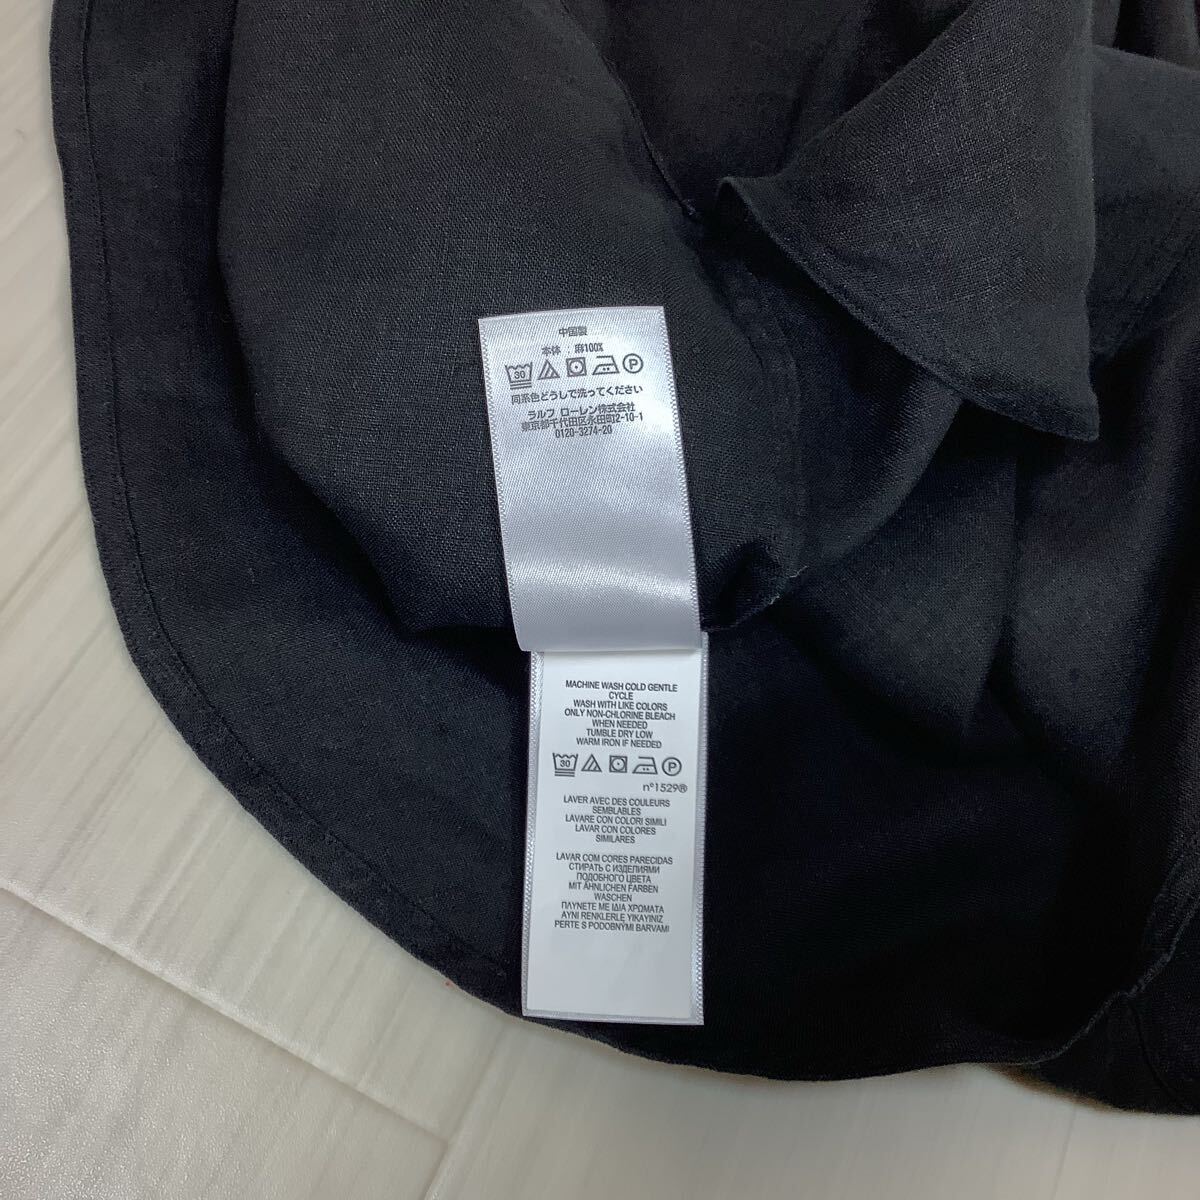 中国製
本体 : 麻100%
30 P
同系色どうしで洗ってください
ラルフ ローレン株式会社
東京都千代田区永田町2-10-1
0120-3274-20
MACHINE WASH COLD GENTLE
CYCLE
WASH WITH LIKE COLORS
ONLY NON-CHLORINE BLEACH
WHEN NEEDED
TUMBLE DRY LOW
WARM IRON IF NEEDED
30 P
n°1529®
LAVER AVEC DES COULEURS
SEMBLABLES
LAVARE CON COLORI SIMILI
LAVAR CON COLORES
SIMILARES
LAVAR COM CORES PARECIDAS
СТИРАТЬ С ИЗДЕЛИЯМИ
ПОДОБНОГО ЦВЕТА
MIT ÄHNLICHEN FARBEN
WASCHEN
ΠΛΥΝΕΤΕ ΜΕ ΙΔΙΑ ΧΡΩΜΑΤΑ
AYNI RENKLERLE YIKAYINIZ
PERTE S PODOBNÝMI BARVAMI